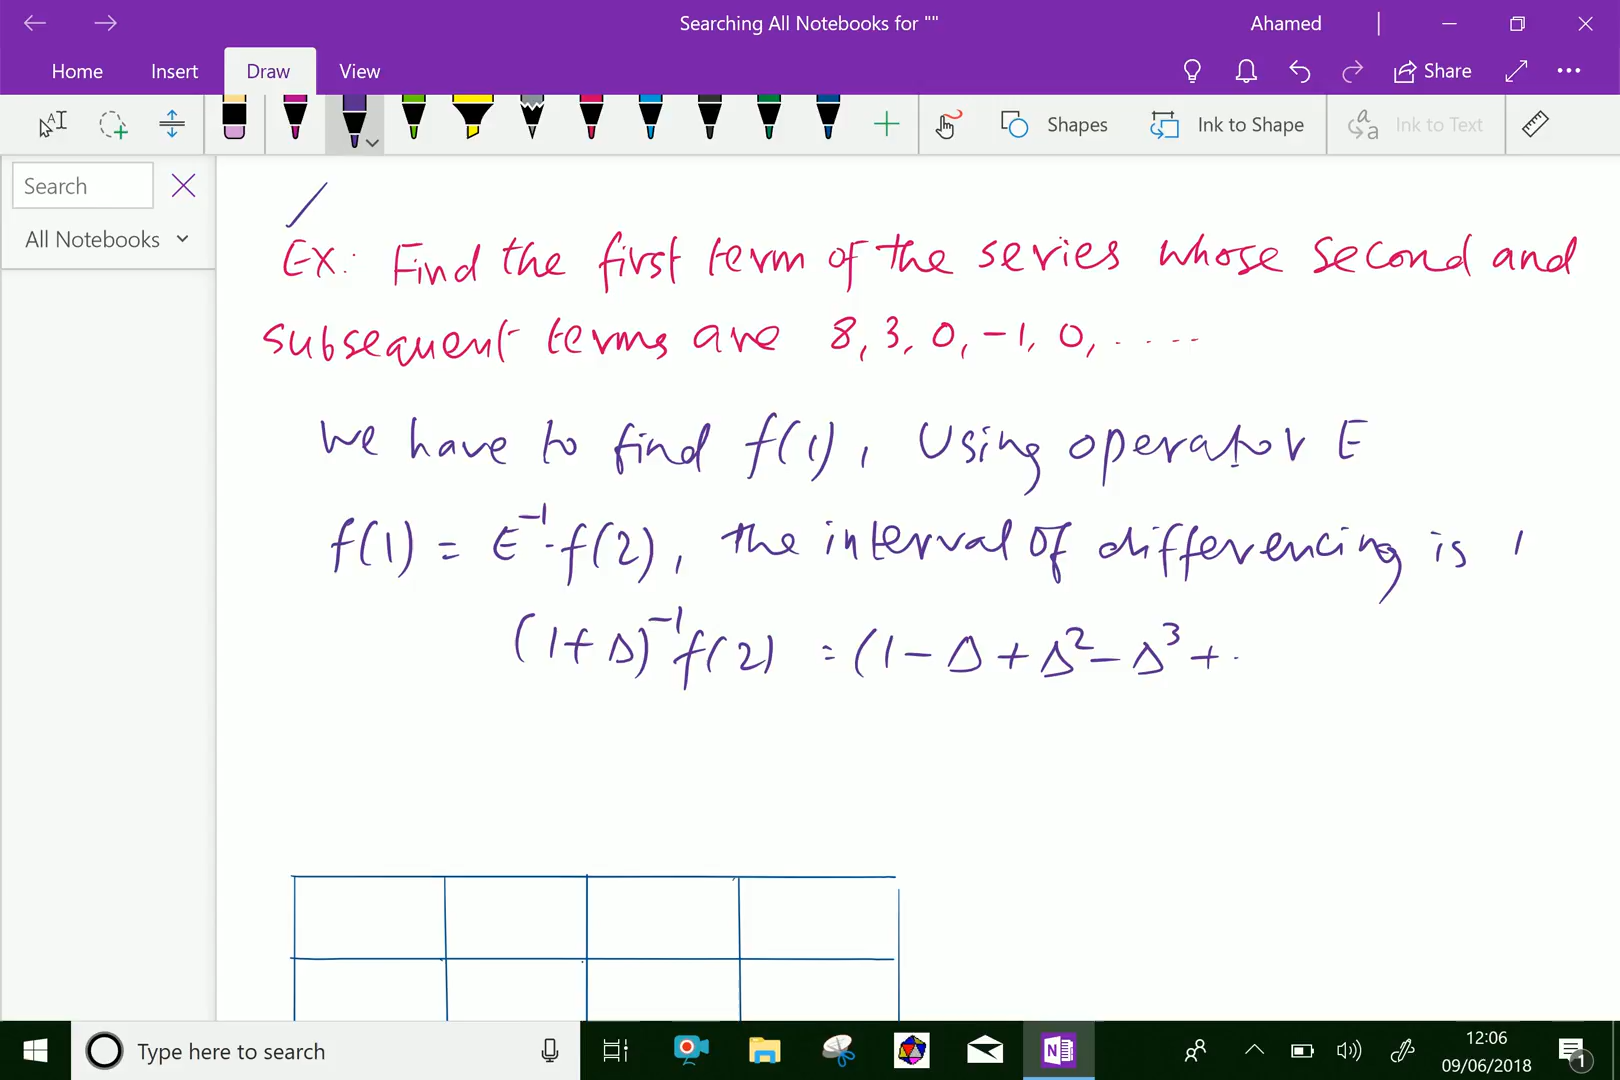 Searching All Notebooks for ""
Ahamed
Home Insert Draw View
Share
Shapes
Ink to Shape
Ink to Text
Search
All Notebooks
Ex: Find the first term of the series whose second and
subsequent terms are 8, 3, 0, -1, 0, .....
We have to find f(1), Using operator E
f(1) = E⁻¹·f(2), the interval of differencing is 1
(1+Δ)⁻¹f(2) = (1-Δ+Δ²-Δ³+.
Type here to search
12:06
09/06/2018
1